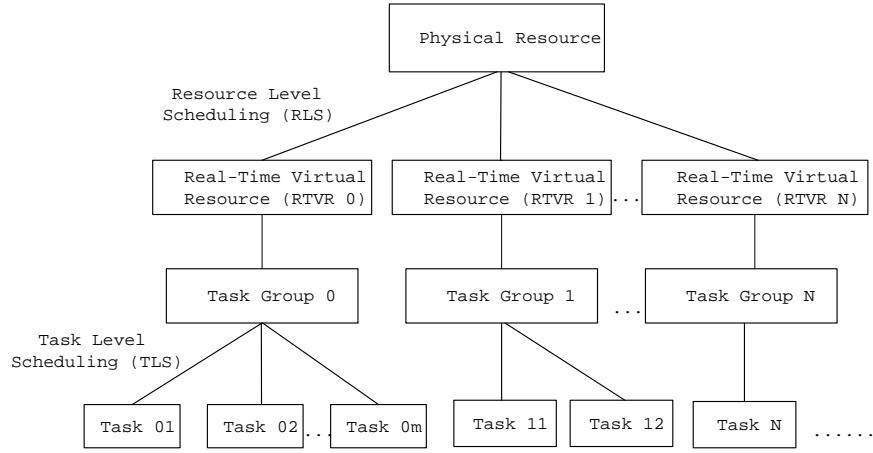 Physical Resource
Resource Level
Scheduling (RLS)
Real-Time Virtual
Resource (RTVR 0)
Real-Time Virtual
Resource (RTVR 1)
...
Real-Time Virtual
Resource (RTVR N)
Task Group 0
Task Group 1
...
Task Group N
Task Level
Scheduling (TLS)
Task 01
Task 02
...
Task 0m
Task 11
Task 12
Task N
......